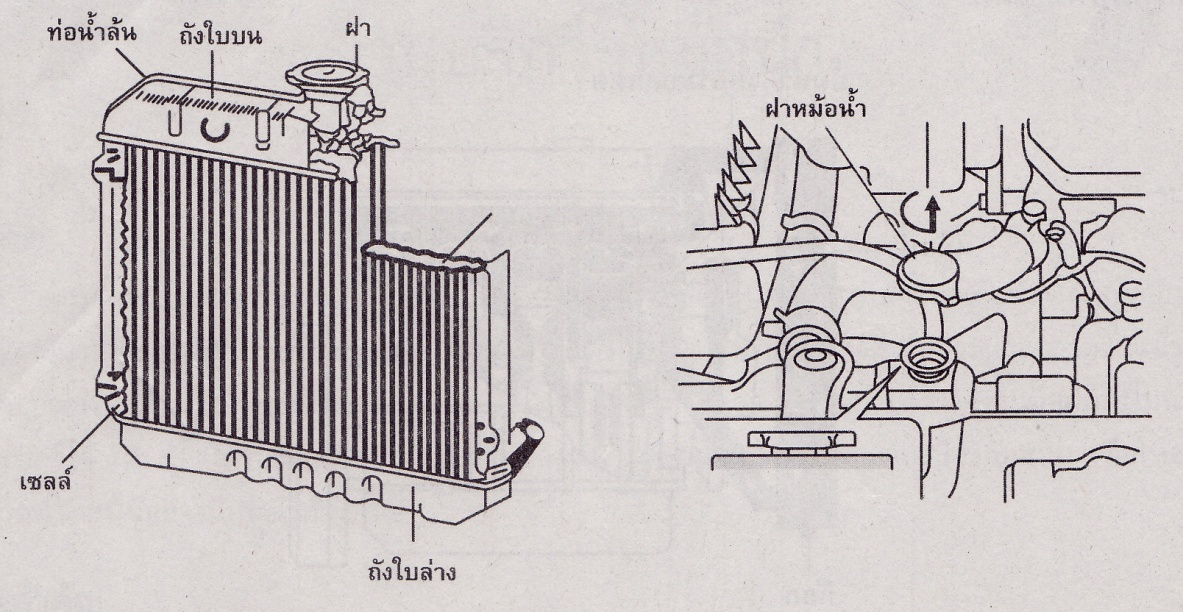 ท่อน้ำล้น
ถังใบบน
ฝา
ฝาหม้อน้ำ
เซลล์
ถังใบล่าง